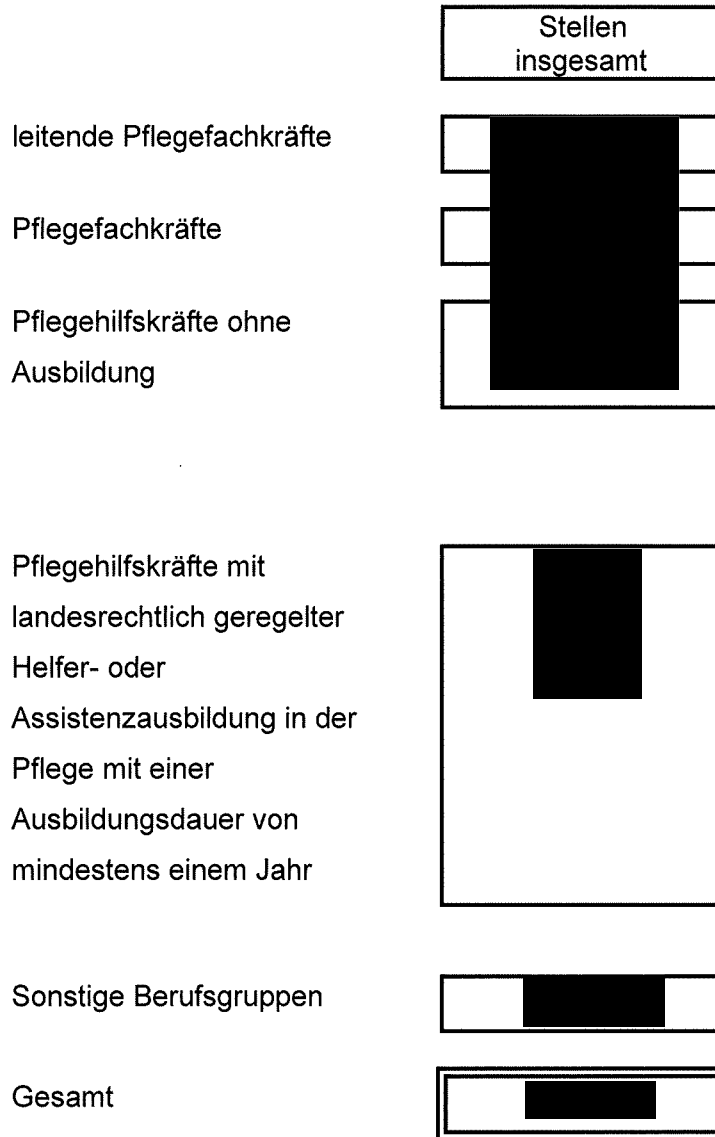 Stellen
insgesamt
leitende Pflegefachkräfte
Pflegefachkräfte
Pflegehilfskräfte ohne
Ausbildung
Pflegehilfskräfte mit
landesrechtlich geregelter
Helfer- oder
Assistenzausbildung in der
Pflege mit einer
Ausbildungsdauer von
mindestens einem Jahr
Sonstige Berufsgruppen
Gesamt